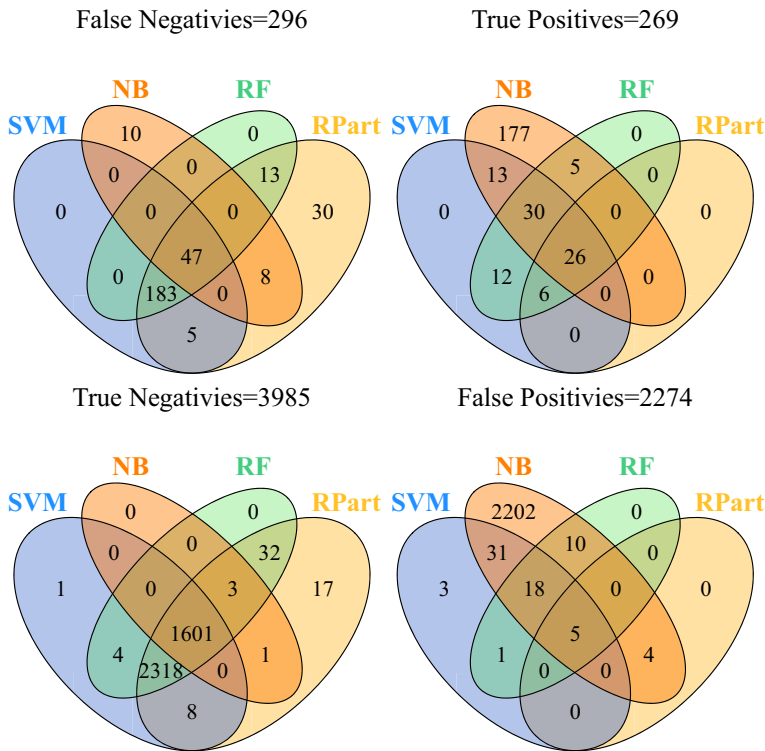 False Negativies=296
True Positives=269
NB RF
SVM RPart
10 0
0 0 13
0 0 0 30
47
0 183 0 8
5
NB RF
SVM RPart
177 0
13 5 0
0 30 0 0
26
12 6 0 0
0
True Negativies=3985
False Positivies=2274
NB RF
SVM RPart
0 0
0 0 32
1 0 3 17
1601
4 2318 0 1
8
NB RF
SVM RPart
2202 0
31 10 0
3 18 0 0
5
1 0 0 4
0